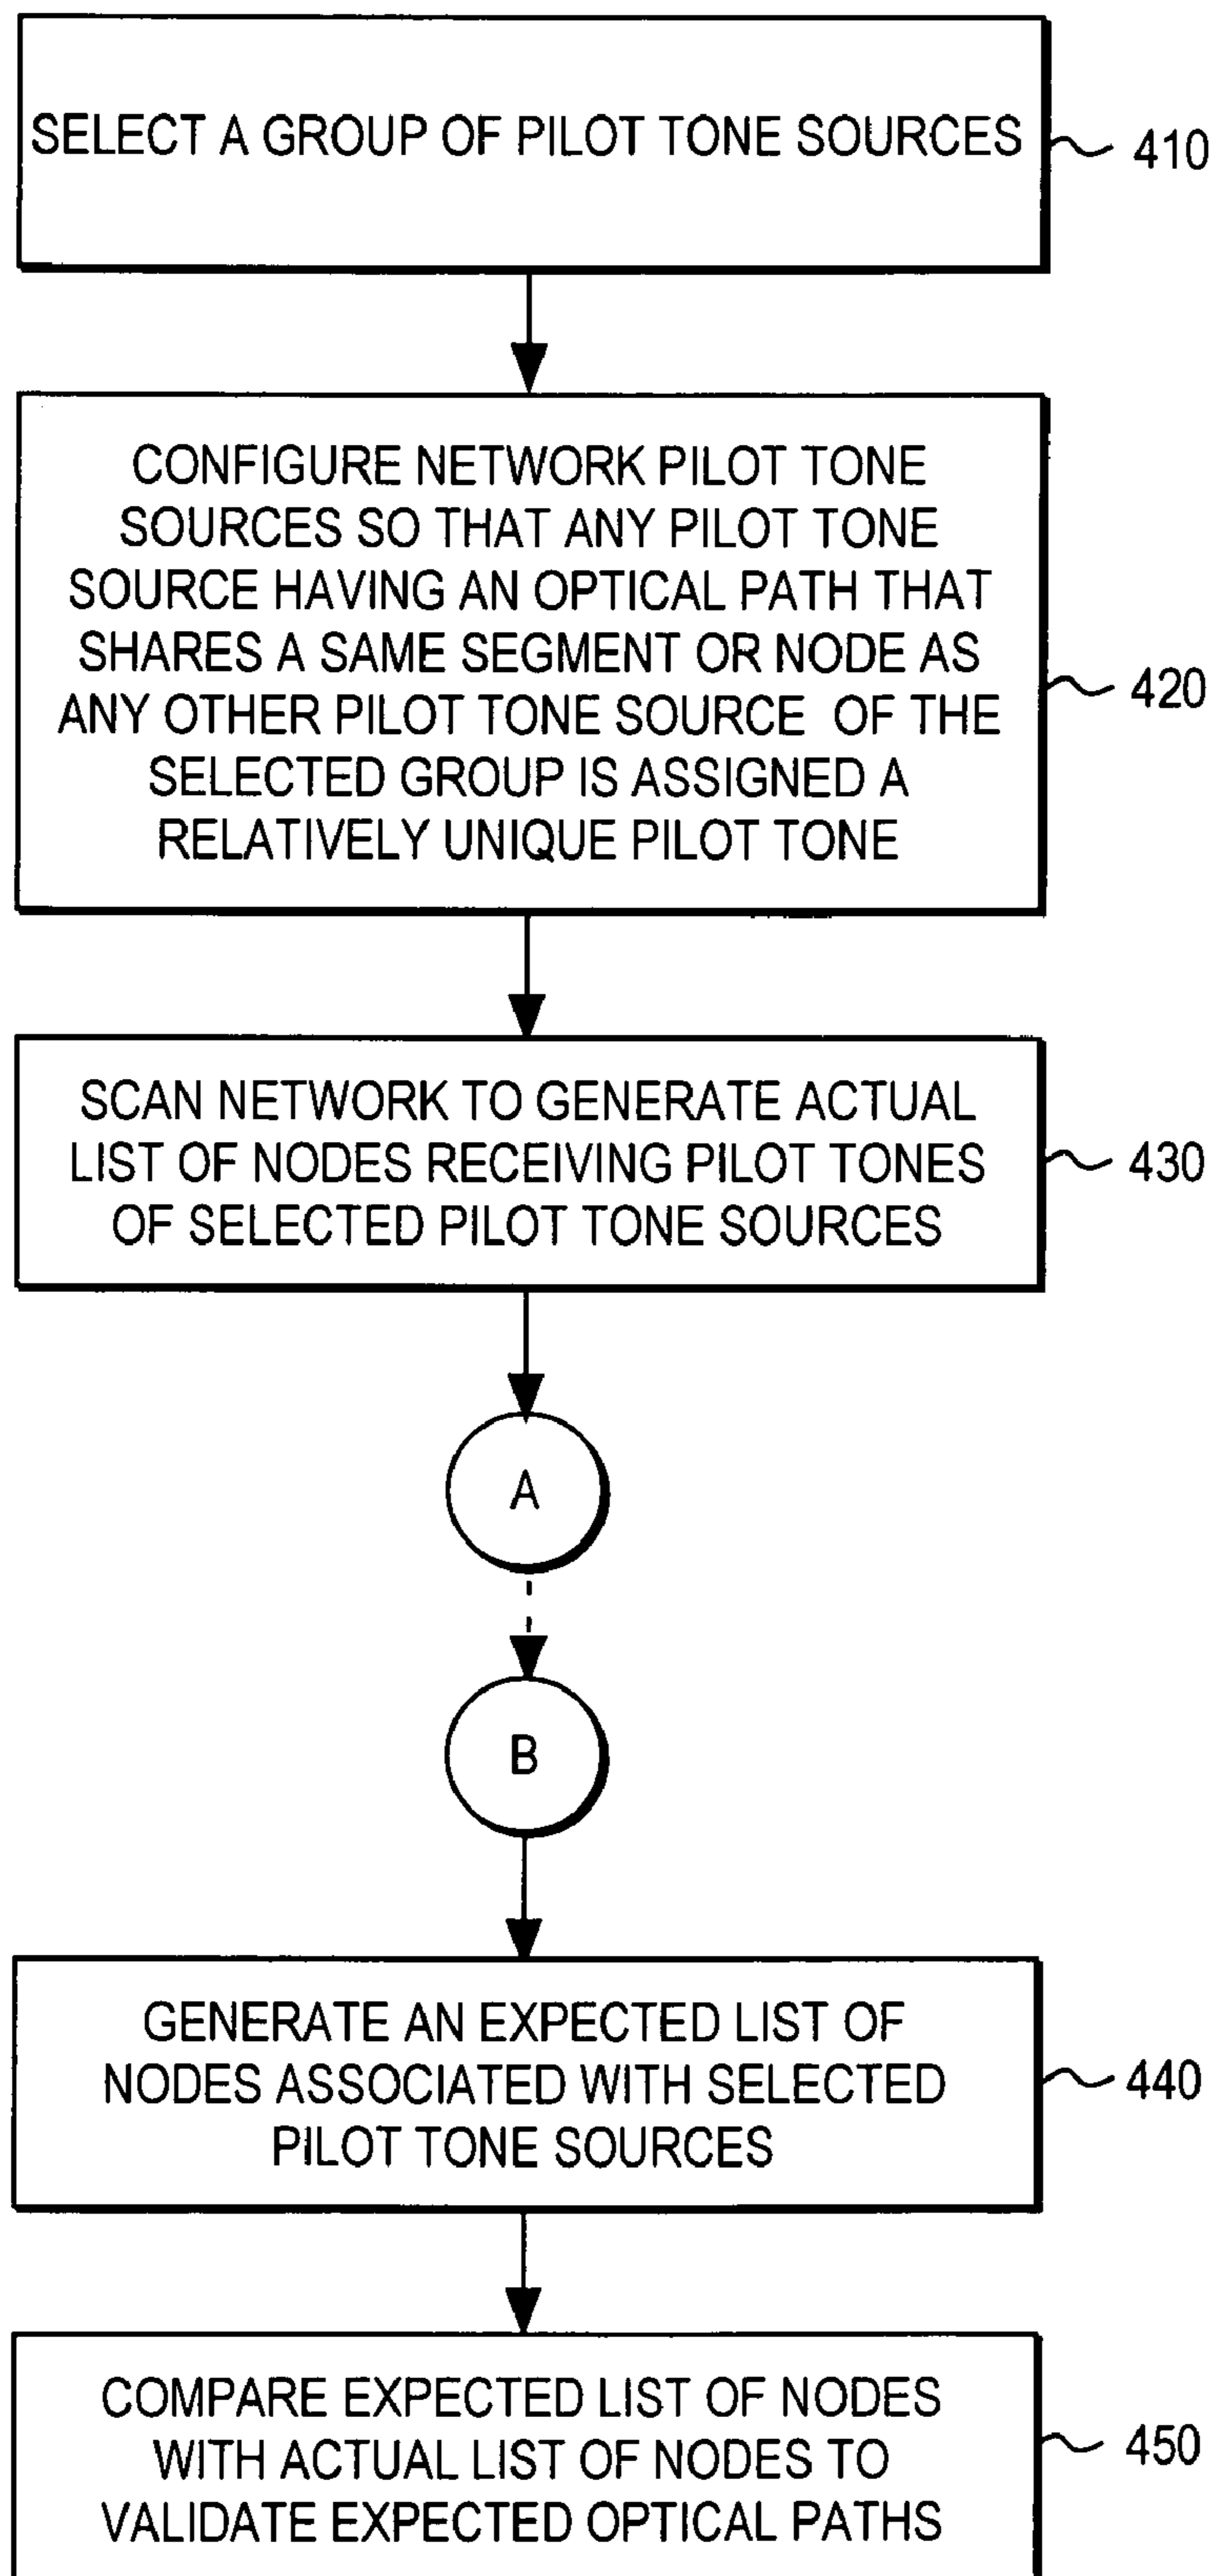 SELECT A GROUP OF PILOT TONE SOURCES
410
CONFIGURE NETWORK PILOT TONE
SOURCES SO THAT ANY PILOT TONE
SOURCE HAVING AN OPTICAL PATH THAT
SHARES A SAME SEGMENT OR NODE AS
ANY OTHER PILOT TONE SOURCE OF THE
SELECTED GROUP IS ASSIGNED A
RELATIVELY UNIQUE PILOT TONE
420
SCAN NETWORK TO GENERATE ACTUAL
LIST OF NODES RECEIVING PILOT TONES
OF SELECTED PILOT TONE SOURCES
430
A
B
GENERATE AN EXPECTED LIST OF
NODES ASSOCIATED WITH SELECTED
PILOT TONE SOURCES
440
COMPARE EXPECTED LIST OF NODES
WITH ACTUAL LIST OF NODES TO
VALIDATE EXPECTED OPTICAL PATHS
450